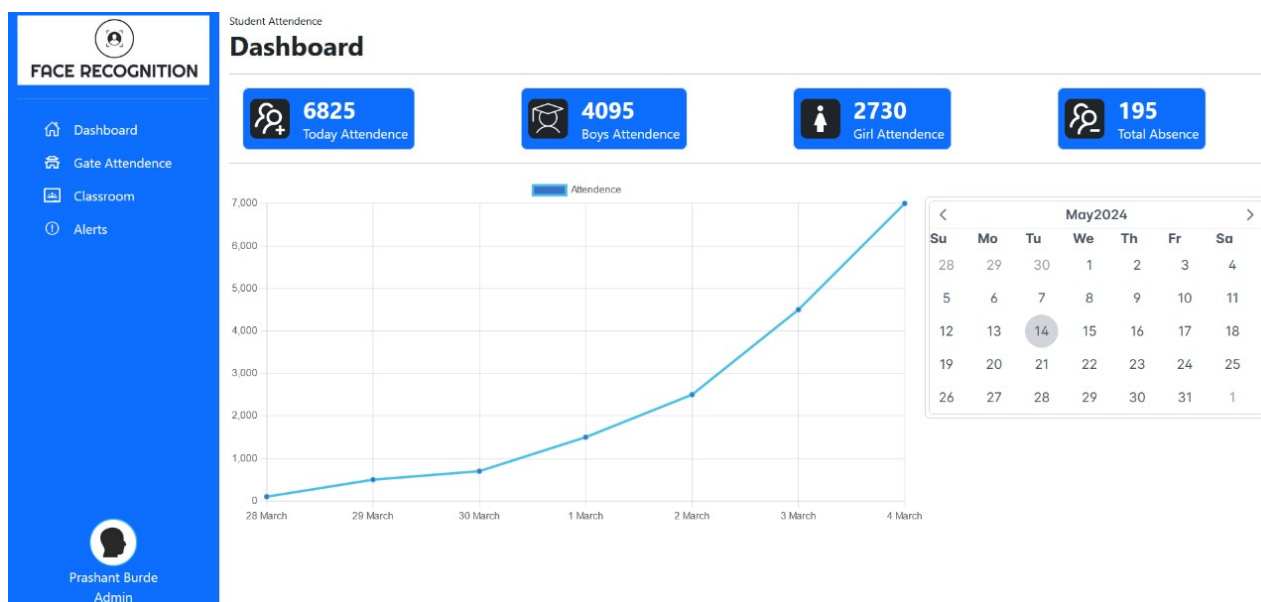 FACE RECOGNITION
Dashboard
Gate Attendence
Classroom
Alerts
Prashant Burde
Admin
Student Attendence
Dashboard
6825
Today Attendence
4095
Boys Attendence
2730
Girl Attendence
195
Total Absence
Attendence
7,000
6,000
5,000
4,000
3,000
2,000
1,000
0
28 March 29 March 30 March 1 March 2 March 3 March 4 March
< May2024 >
Su Mo Tu We Th Fr Sa
28 29 30 1 2 3 4
5 6 7 8 9 10 11
12 13 14 15 16 17 18
19 20 21 22 23 24 25
26 27 28 29 30 31 1